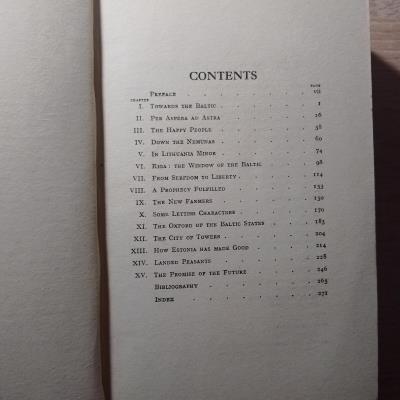 CONTENTS
PAGE
PREFACE . . . . . . . vii
CHAPTER
I. TOWARDS THE BALTIC . . . . . 1
II. PER ASPERA AD ASTRA . . . . . 16
III. THE HAPPY PEOPLE . . . . . 38
IV. DOWN THE NEMUNAS . . . . . 60
V. IN LITHUANIA MINOR . . . . . 74
VI. RIGA: THE WINDOW OF THE BALTIC . . . 98
VII. FROM SERFDOM TO LIBERTY . . . . 114
VIII. A PROPHECY FULFILLED . . . . . 133
IX. THE NEW FARMERS . . . . . 150
X. SOME LETTISH CHARACTERS . . . . 170
XI. THE OXFORD OF THE BALTIC STATES . . . 183
XII. THE CITY OF TOWERS . . . . . 204
XIII. HOW ESTONIA HAS MADE GOOD . . . 214
XIV. LANDED PEASANTS . . . . . 228
XV. THE PROMISE OF THE FUTURE . . . . 246
BIBLIOGRAPHY . . . . . . 265
INDEX . . . . . . . 271